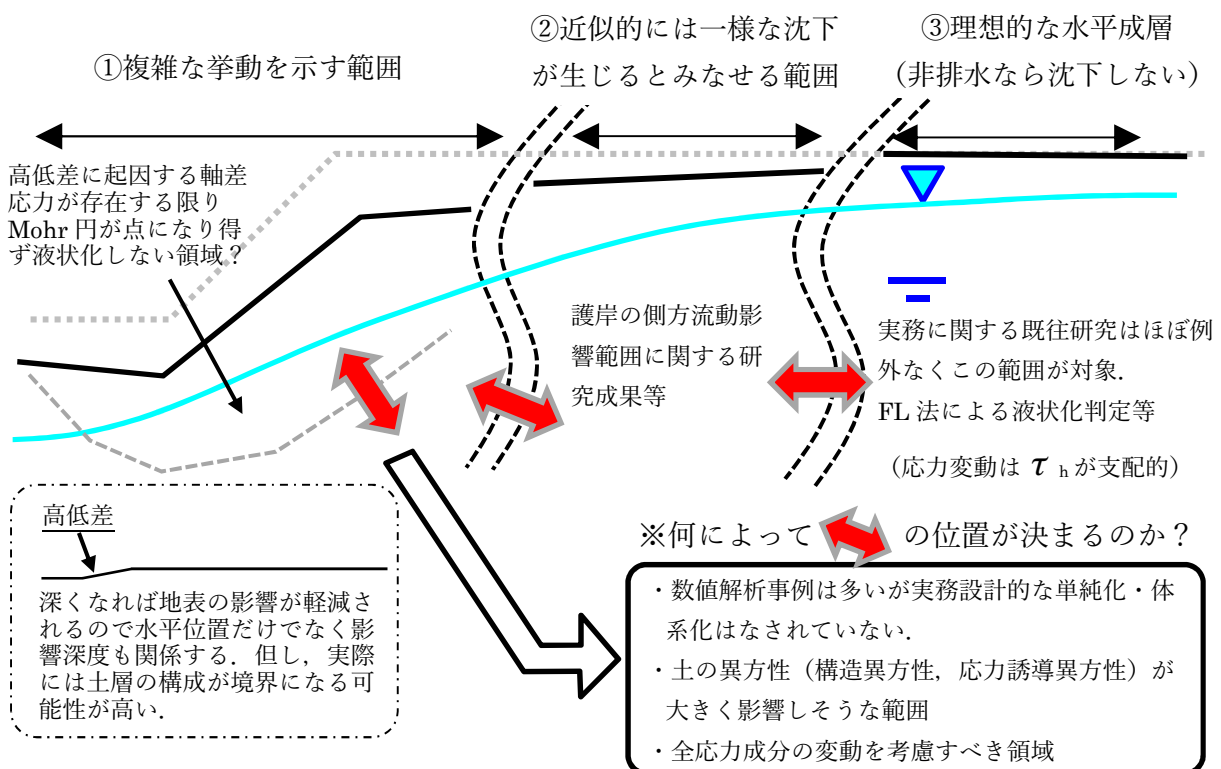 ①複雑な挙動を示す範囲
②近似的には一様な沈下
が生じるとみなせる範囲
③理想的な水平成層
（非排水なら沈下しない）
高低差に起因する軸差
応力が存在する限り
Mohr 円が点になり得
ず液状化しない領域？
護岸の側方流動影
響範囲に関する研
究成果等
実務に関する既往研究はほぼ例
外なくこの範囲が対象．
FL 法による液状化判定等
（応力変動は τ h が支配的）
高低差
深くなれば地表の影響が軽減さ
れるので水平位置だけでなく影
響深度も関係する．但し，実際
には土層の構成が境界になる可
能性が高い．
※何によって の位置が決まるのか？
・数値解析事例は多いが実務設計的な単純化・体
系化はなされていない．
・土の異方性（構造異方性，応力誘導異方性）が
大きく影響しそうな範囲
・全応力成分の変動を考慮すべき領域